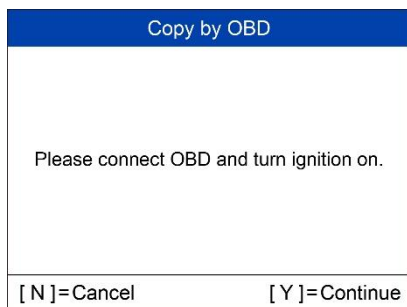 Copy by OBD
Please connect OBD and turn ignition on.
[ N ]=Cancel [ Y ]=Continue